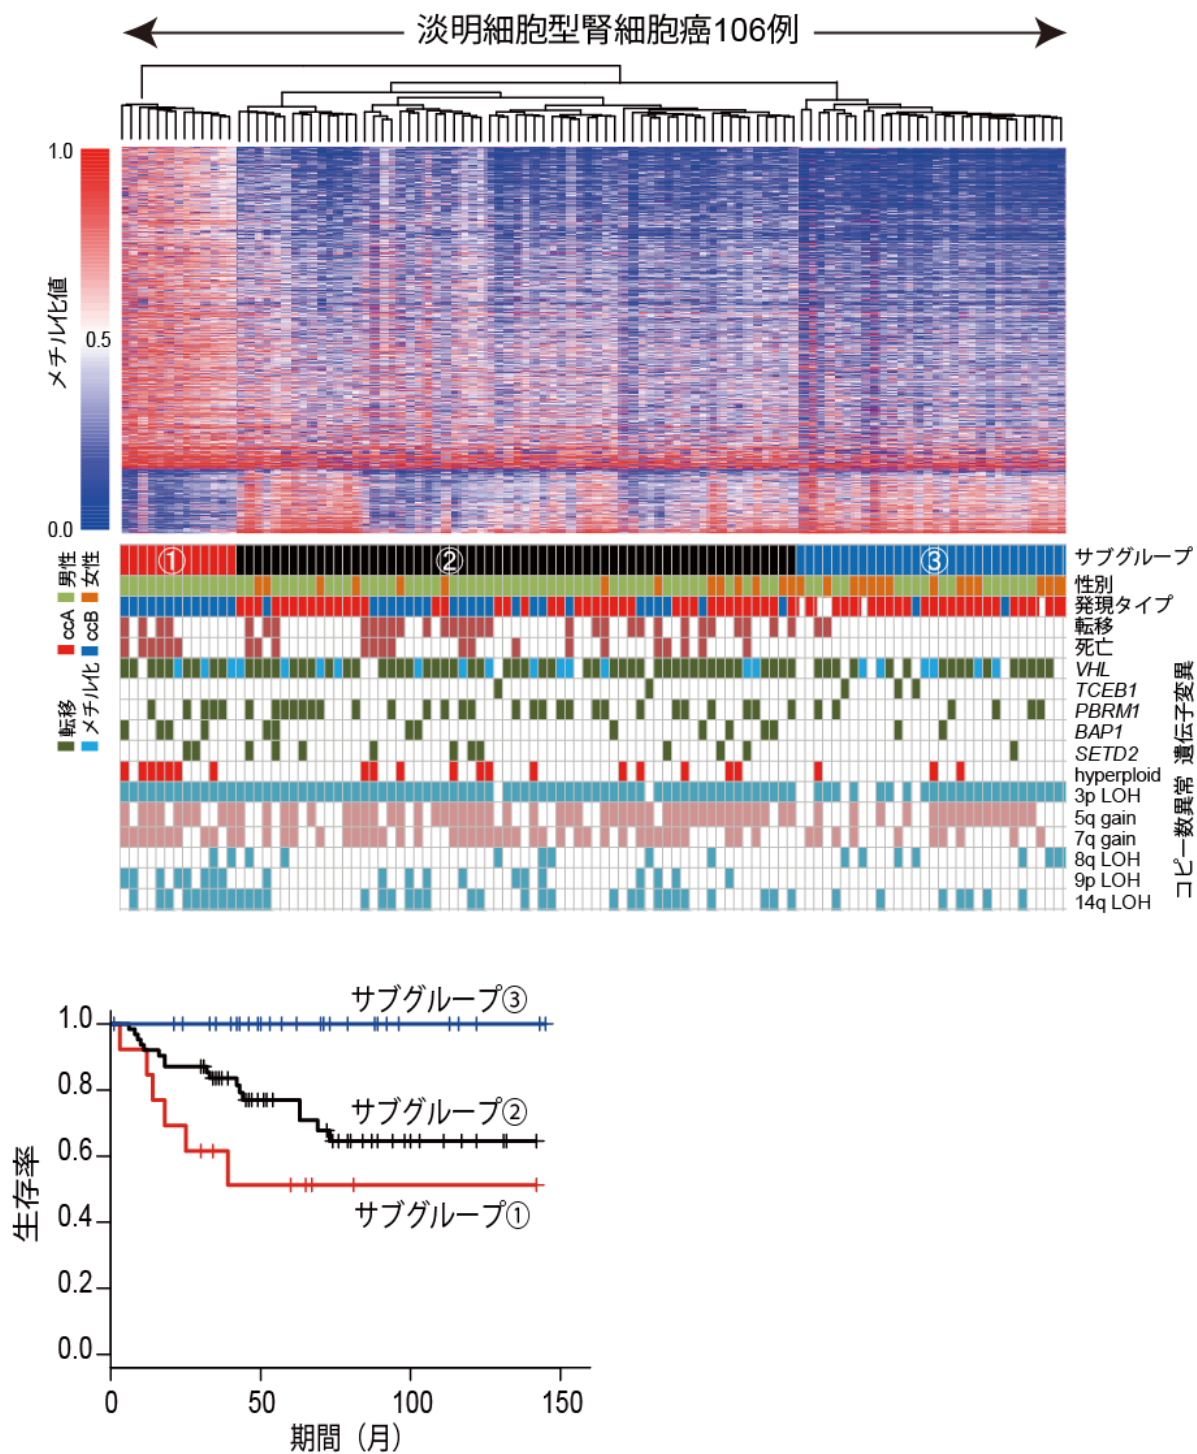 淡明細胞型腎細胞癌106例
1.0
0.5
0.0
メチル化値
① ② ③
サブグループ
性別
発現タイプ
転移
死亡
VHL
TCEB1
PBRM1
BAP1
SETD2
hyperploid
3p LOH
5q gain
7q gain
8q LOH
9p LOH
14q LOH
遺伝子変異
コピー数異常
男性
女性
ccA
ccB
転移
メチル化
サブグループ③
サブグループ②
サブグループ①
1.0
0.8
0.6
0.4
0.2
0.0
生存率
0 50 100 150
期間（月）